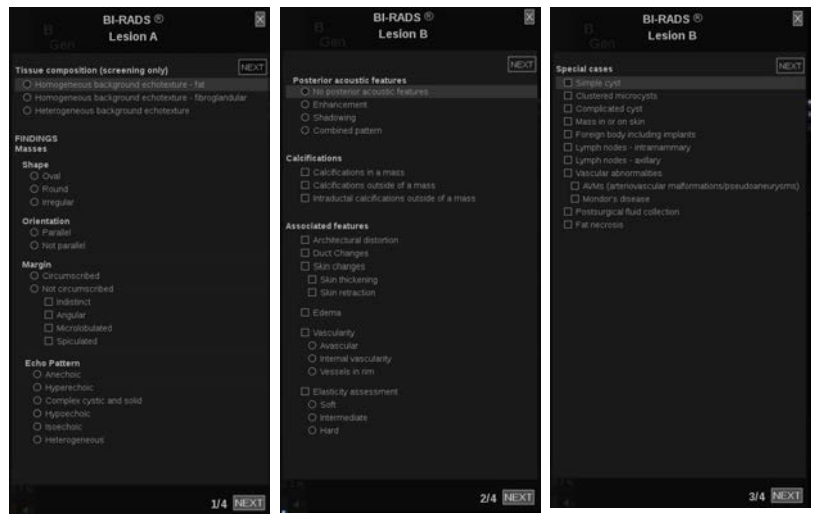 BI-RADS ®
X
Lesion A
B
Gen
NEXT
Tissue composition (screening only)
Homogeneous background echotexture - fat
Homogeneous background echotexture - fibroglandular
Heterogeneous background echotexture
FINDINGS
Masses
Shape
Oval
Round
Irregular
Orientation
Parallel
Not parallel
Margin
Circumscribed
Not circumscribed
Indistinct
Angular
Microlobulated
Spiculated
Echo Pattern
Anechoic
Hyperechoic
Complex cystic and solid
Hypoechoic
Isoechoic
Heterogeneous
1/4 NEXT
BI-RADS ®
X
Lesion B
B
Gen
NEXT
Posterior acoustic features
No posterior acoustic features
Enhancement
Shadowing
Combined pattern
Calcifications
Calcifications in a mass
Calcifications outside of a mass
Intraductal calcifications outside of a mass
Associated features
Architectural distortion
Duct Changes
Skin changes
Skin thickening
Skin retraction
Edema
Vascularity
Avascular
Internal vascularity
Vessels in rim
Elasticity assessment
Soft
Intermediate
Hard
2/4 NEXT
BI-RADS ®
X
Lesion B
B
Gen
NEXT
Special cases
Simple cyst
Clustered microcysts
Complicated cyst
Mass in or on skin
Foreign body including implants
Lymph nodes - intramammary
Lymph nodes - axillary
Vascular abnormalities
AVMs (arteriovascular malformations/pseudoaneurysms)
Mondor's disease
Postsurgical fluid collection
Fat necrosis
3/4 NEXT